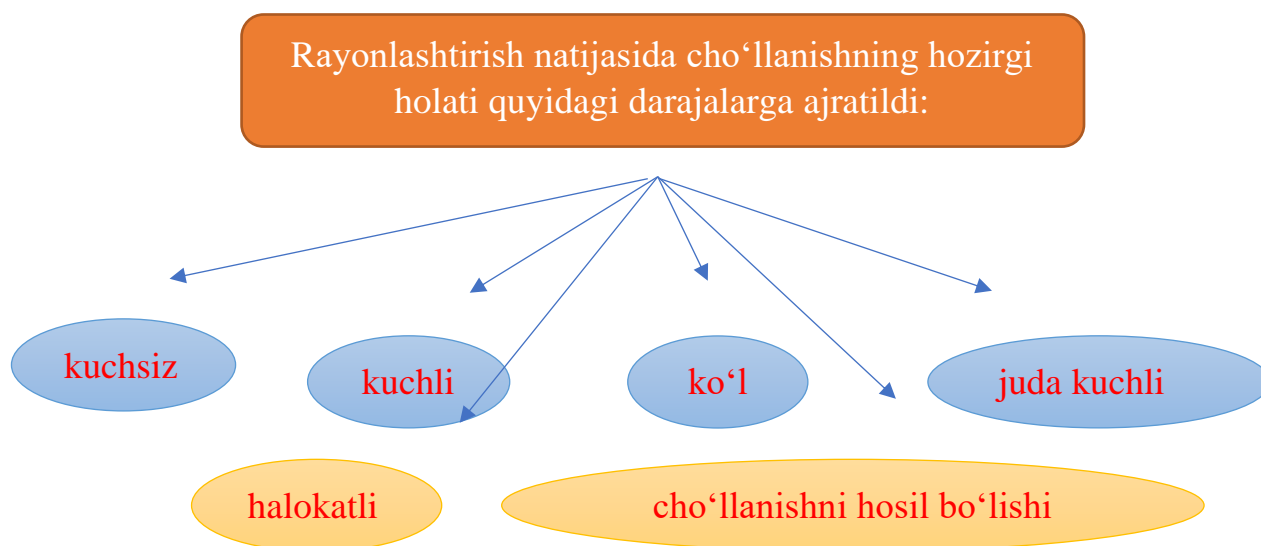 Rayonlashtirish natijasida cho‘llanishning hozirgi
holati quyidagi darajalarga ajratildi:
kuchsiz
kuchli
ko‘l
juda kuchli
halokatli
cho‘llanishni hosil bo‘lishi